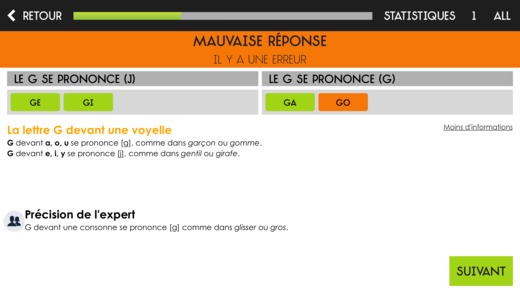 RETOUR STATISTIQUES 1 ALL
MAUVAISE RÉPONSE
IL Y A UNE ERREUR
LE G SE PRONONCE (J) LE G SE PRONONCE (G)
GE GI GA GO
La lettre G devant une voyelle Moins d'informations
G devant a, o, u se prononce [g], comme dans garçon ou gomme.
G devant e, i, y se prononce [j], comme dans gentil ou girafe.
Précision de l'expert
G devant une consonne se prononce [g] comme dans glisser ou gros.
SUIVANT